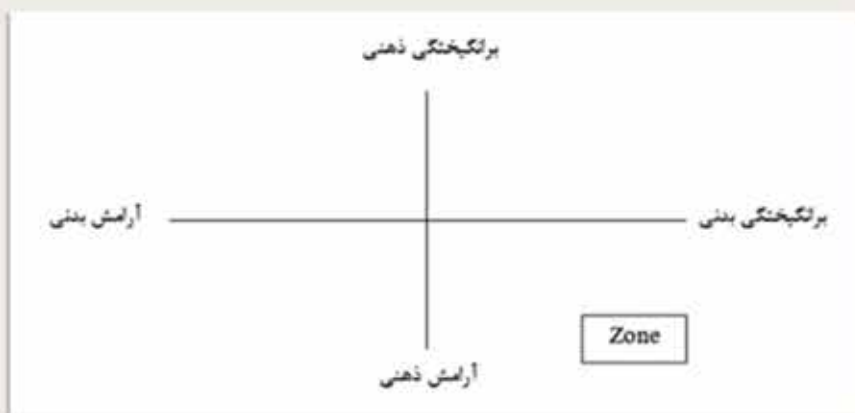 برانگیختگی ذهنی
آرامش بدنی
برانگیختگی بدنی
Zone
آرامش ذهنی